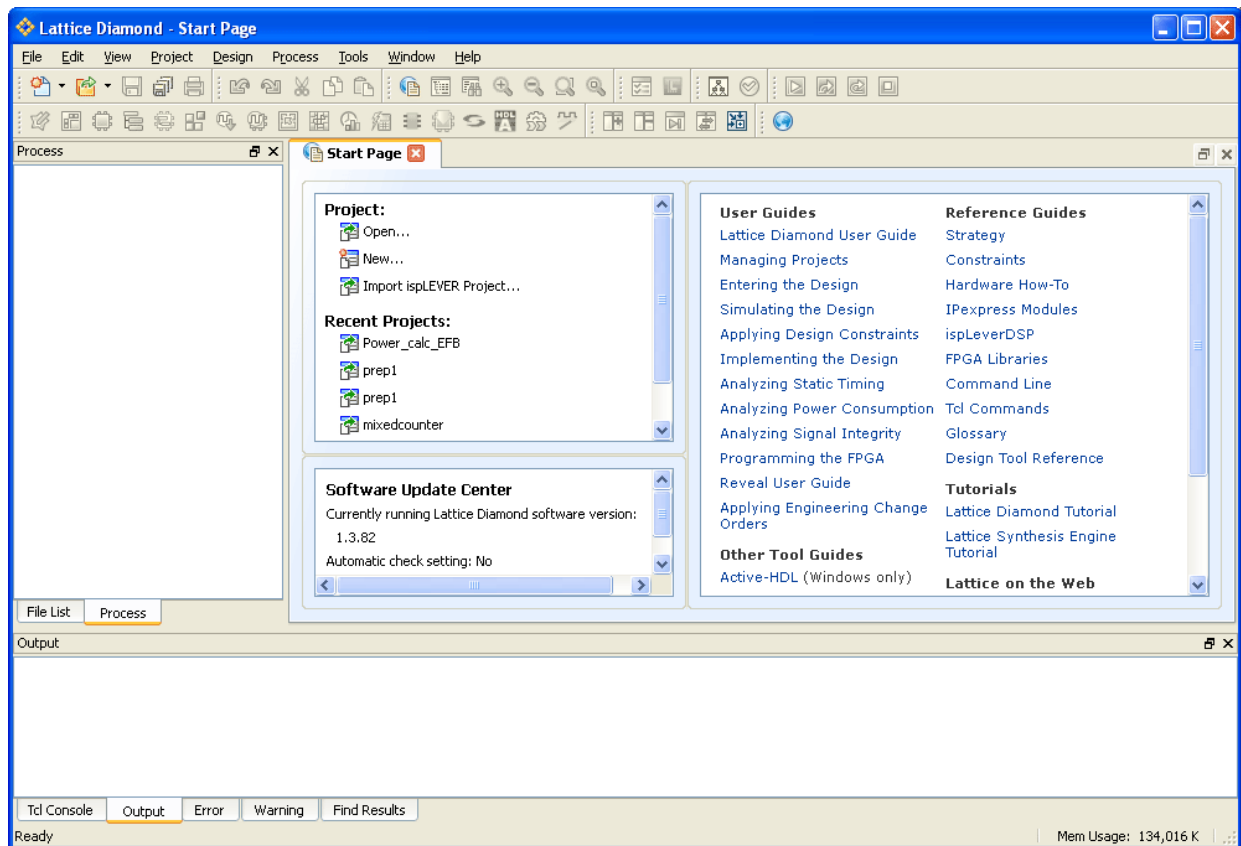 Lattice Diamond - Start Page
File Edit View Project Design Process Tools Window Help
Process
Start Page
Project:
Open...
New...
Import ispLEVER Project...
Recent Projects:
Power_calc_EFB
prep1
prep1
mixedcounter
Software Update Center
Currently running Lattice Diamond software version:
1.3.82
Automatic check setting: No
User Guides
Lattice Diamond User Guide
Managing Projects
Entering the Design
Simulating the Design
Applying Design Constraints
Implementing the Design
Analyzing Static Timing
Analyzing Power Consumption
Analyzing Signal Integrity
Programming the FPGA
Reveal User Guide
Applying Engineering Change
Orders
Other Tool Guides
Active-HDL (Windows only)
Reference Guides
Strategy
Constraints
Hardware How-To
IPexpress Modules
ispLeverDSP
FPGA Libraries
Command Line
Tcl Commands
Glossary
Design Tool Reference
Tutorials
Lattice Diamond Tutorial
Lattice Synthesis Engine
Tutorial
Lattice on the Web
File List Process
Output
Tcl Console Output Error Warning Find Results
Ready Mem Usage: 134,016 K